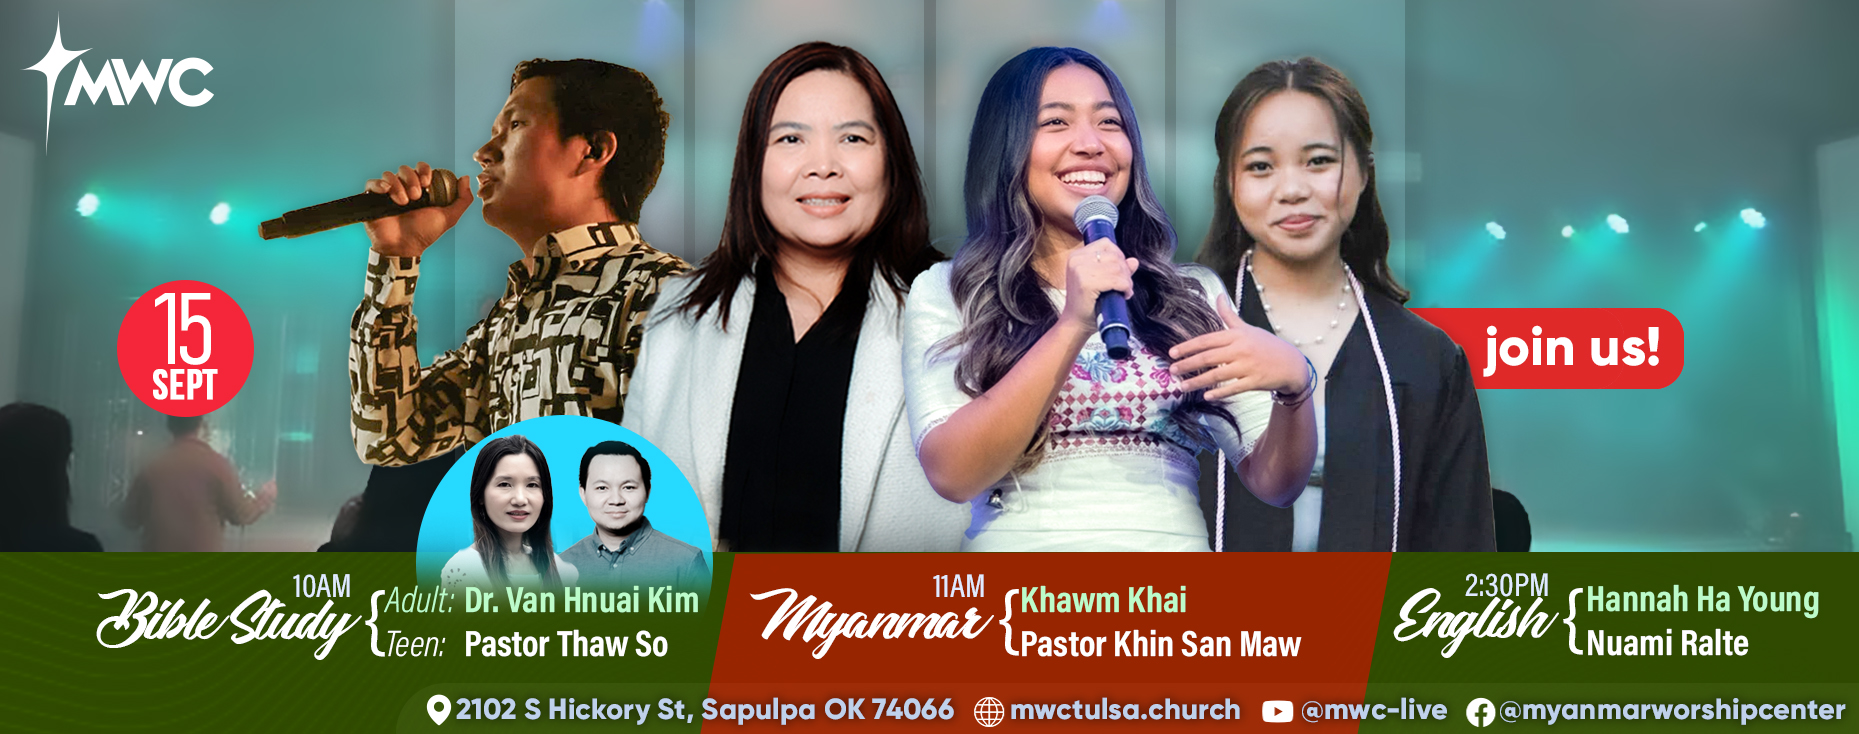 MWC
15
SEPT
join us!
Bible Study 10AM { Adult: Dr. Van Hnuai Kim
Teen: Pastor Thaw So
Myanmar 11AM { Khawm Khai
Pastor Khin San Maw
English 2:30PM { Hannah Ha Young
Nuami Ralte
2102 S Hickory St, Sapulpa OK 74066 mwctulsa.church @mwc-live @myanmarworshipcenter